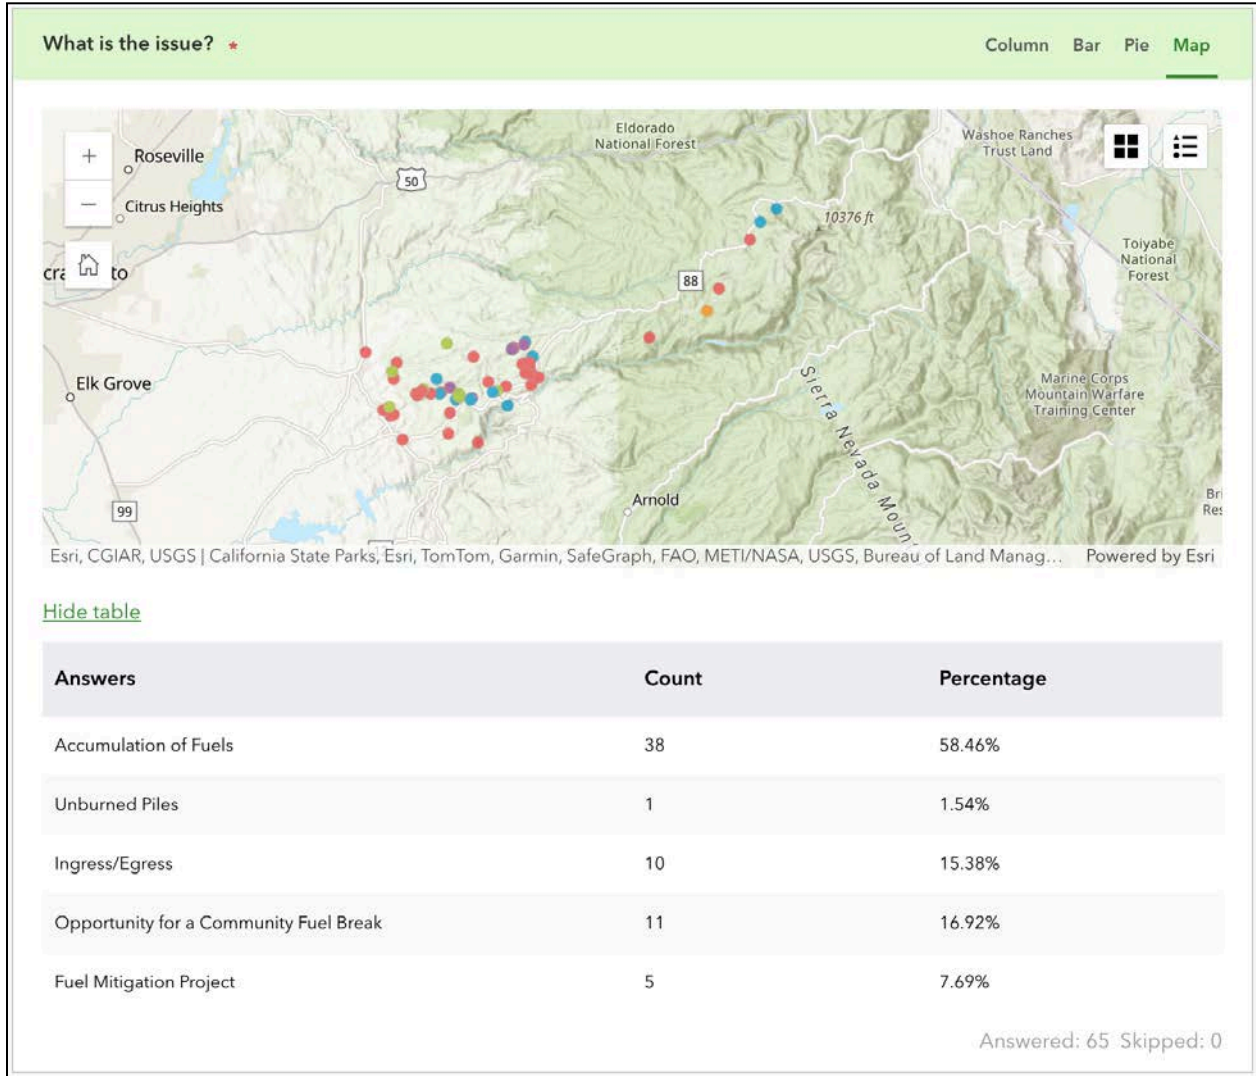 What is the issue? *
Column Bar Pie Map
Eldorado
National Forest
Washoe Ranches
Trust Land
+
Roseville
50
−
Citrus Heights
10376 ft
Toiyabe
National
Forest
cra to
88
Elk Grove
Marine Corps
Mountain Warfare
Training Center
Sierra Nevada Moun
Arnold
99
Bri
Res
Esri, CGIAR, USGS | California State Parks, Esri, TomTom, Garmin, SafeGraph, FAO, METI/NASA, USGS, Bureau of Land Manag... Powered by Esri
Hide table
Answers Count Percentage
Accumulation of Fuels 38 58.46%
Unburned Piles 1 1.54%
Ingress/Egress 10 15.38%
Opportunity for a Community Fuel Break 11 16.92%
Fuel Mitigation Project 5 7.69%
Answered: 65 Skipped: 0